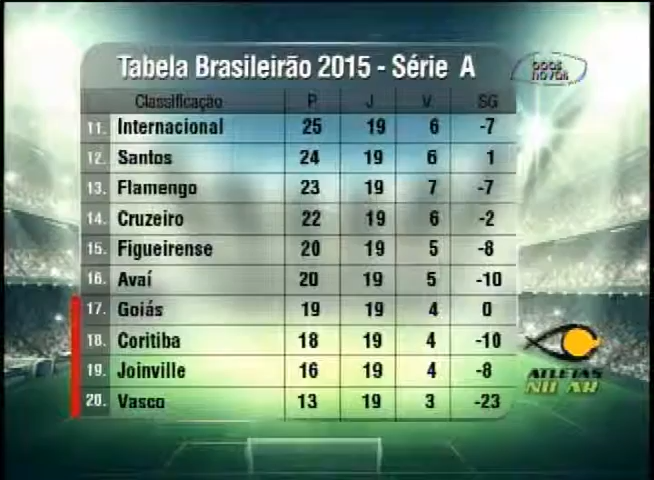 Tabela Brasileirão 2015 - Série A
BOAS NOVAS
Classificação P J V SG
11. Internacional 25 19 6 -7
12. Santos 24 19 6 1
13. Flamengo 23 19 7 -7
14. Cruzeiro 22 19 6 -2
15. Figueirense 20 19 5 -8
16. Avaí 20 19 5 -10
17. Goiás 19 19 4 0
18. Coritiba 18 19 4 -10
19. Joinville 16 19 4 -8
20. Vasco 13 19 3 -23
ATLETAS
NO AR